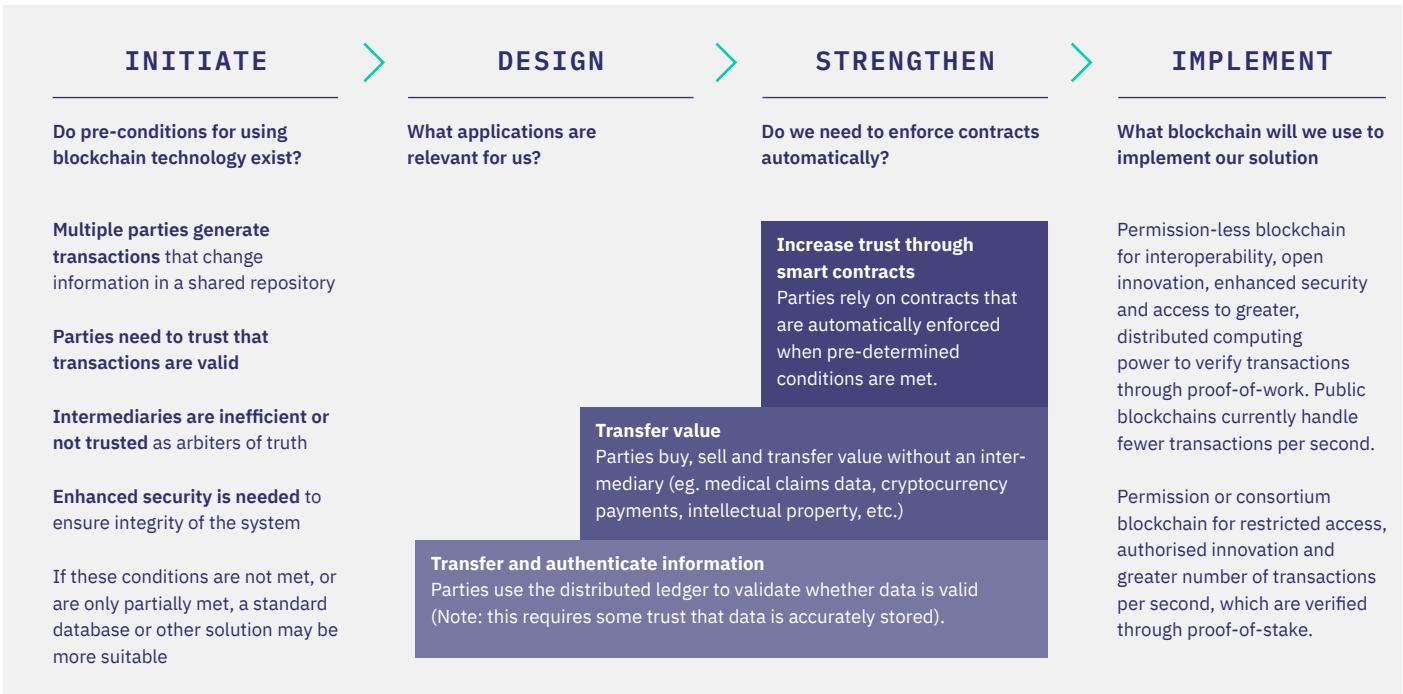 INITIATE
Do pre-conditions for using
blockchain technology exist?
Multiple parties generate
transactions that change
information in a shared repository
Parties need to trust that
transactions are valid
Intermediaries are inefficient or
not trusted as arbiters of truth
Enhanced security is needed to
ensure integrity of the system
If these conditions are not met, or
are only partially met, a standard
database or other solution may be
more suitable
DESIGN
What applications are
relevant for us?
STRENGTHEN
Do we need to enforce contracts
automatically?
Increase trust through
smart contracts
Parties rely on contracts that
are automatically enforced
when pre-determined
conditions are met.
Transfer value
Parties buy, sell and transfer value without an inter-
mediary (eg. medical claims data, cryptocurrency
payments, intellectual property, etc.)
Transfer and authenticate information
Parties use the distributed ledger to validate whether data is valid
(Note: this requires some trust that data is accurately stored).
IMPLEMENT
What blockchain will we use to
implement our solution
Permission-less blockchain
for interoperability, open
innovation, enhanced security
and access to greater,
distributed computing
power to verify transactions
through proof-of-work. Public
blockchains currently handle
fewer transactions per second.
Permission or consortium
blockchain for restricted access,
authorised innovation and
greater number of transactions
per second, which are verified
through proof-of-stake.